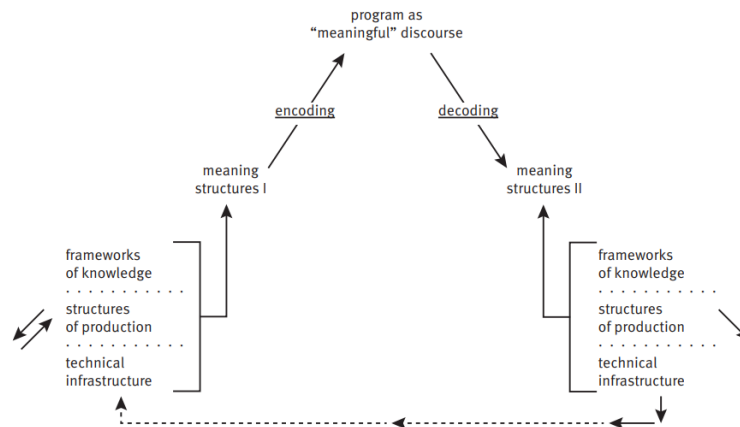 program as
“meaningful” discourse
encoding
decoding
meaning
structures I
meaning
structures II
frameworks
of knowledge
structures
of production
technical
infrastructure
frameworks
of knowledge
structures
of production
technical
infrastructure